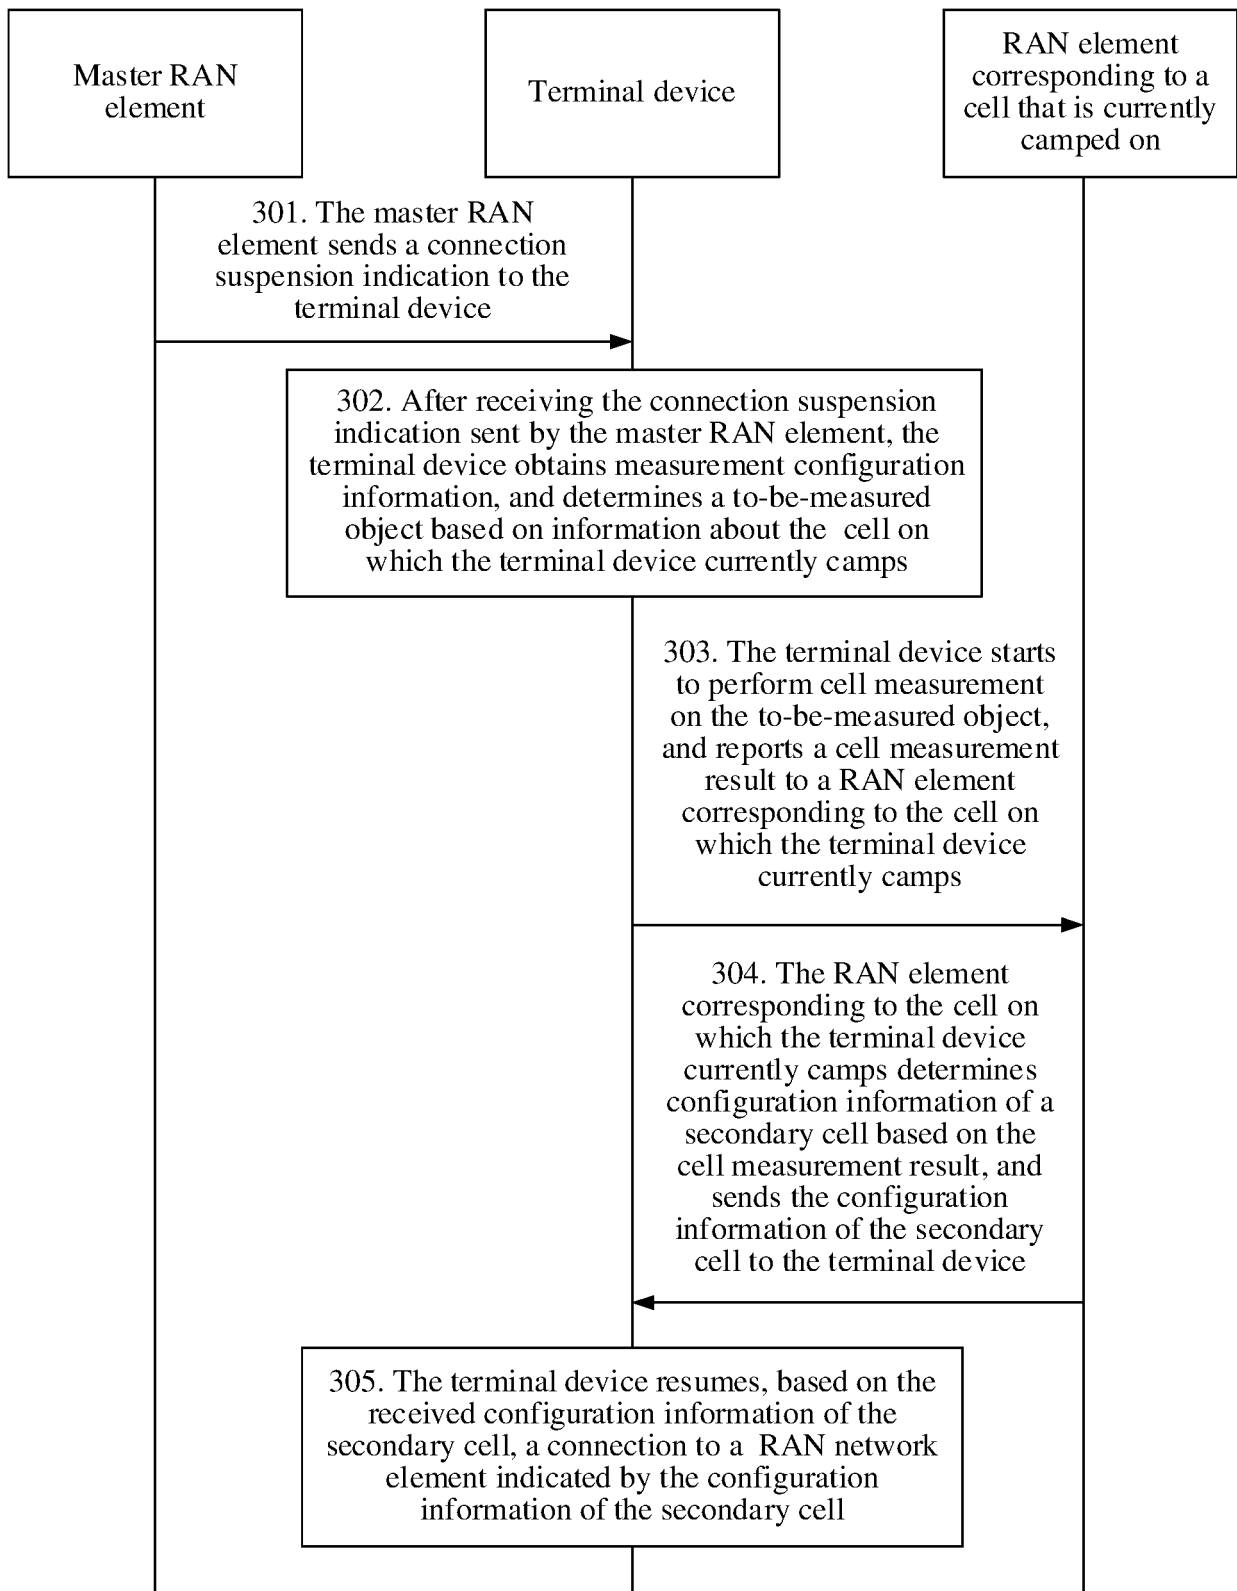 Master RAN
element
Terminal device
RAN element
corresponding to a
cell that is currently
camped on
301. The master RAN
element sends a connection
suspension indication to the
terminal device
302. After receiving the connection suspension
indication sent by the master RAN element, the
terminal device obtains measurement configuration
information, and determines a to-be-measured
object based on information about the cell on
which the terminal device currently camps
303. The terminal device starts
to perform cell measurement
on the to-be-measured object,
and reports a cell measurement
result to a RAN element
corresponding to the cell on
which the terminal device
currently camps
304. The RAN element
corresponding to the cell on
which the terminal device
currently camps determines
configuration information of a
secondary cell based on the
cell measurement result, and
sends the configuration
information of the secondary
cell to the terminal device
305. The terminal device resumes, based on the
received configuration information of the
secondary cell, a connection to a RAN network
element indicated by the configuration
information of the secondary cell